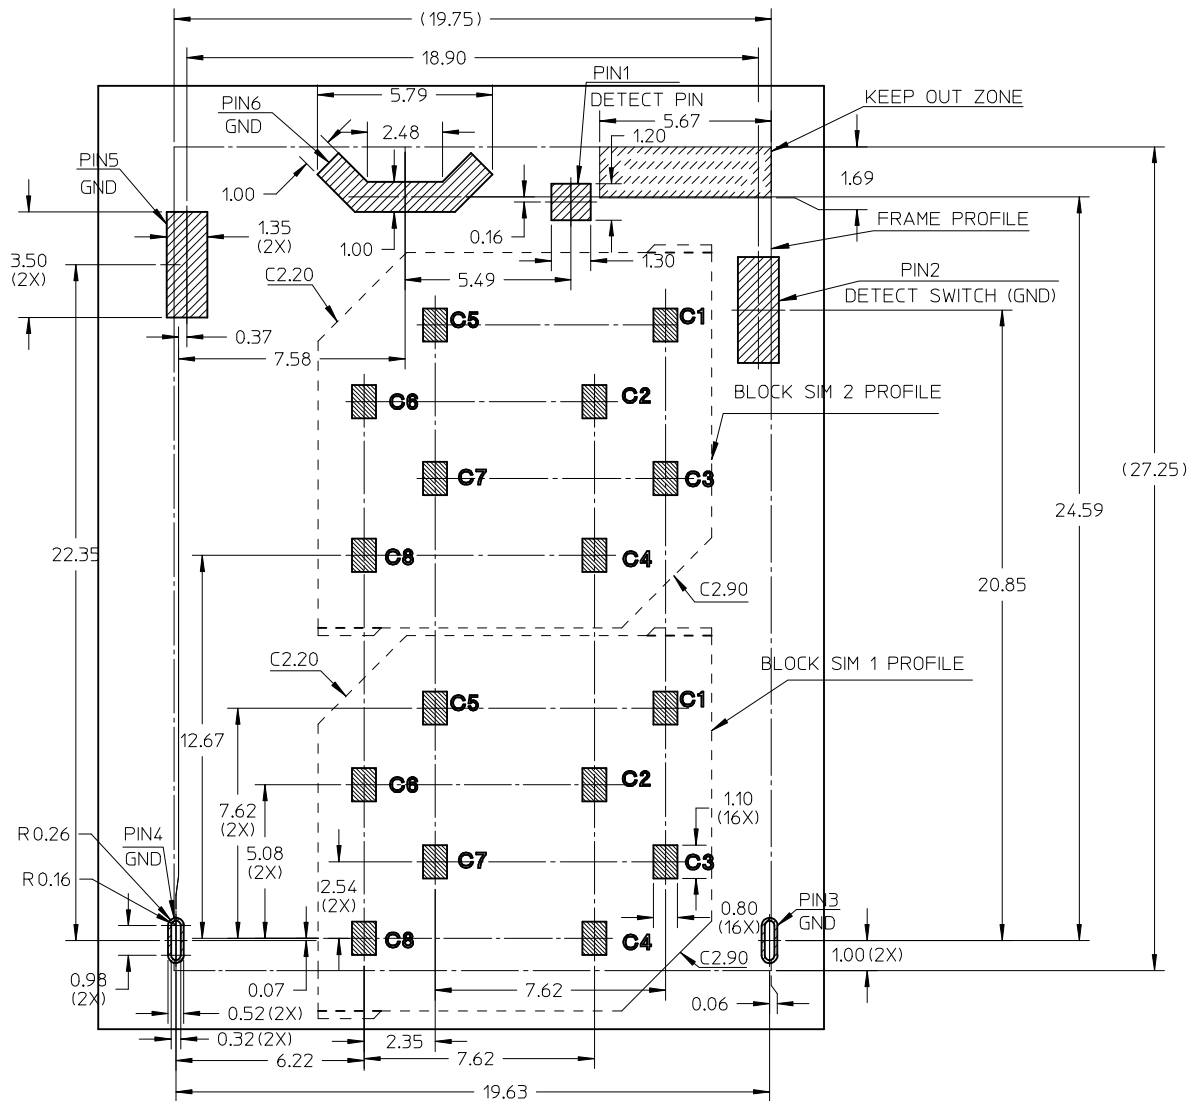 (19.75)
18.90
PIN1
DETECT PIN
KEEP OUT ZONE
5.79
PIN6
GND
2.48
5.67
1.20
PIN5
GND
1.00
1.69
FRAME PROFILE
1.35
(2X)
0.16
1.00
3.50
(2X)
C2.20
1.30
5.49
PIN2
DETECT SWITCH (GND)
C5
C1
0.37
7.58
C6
C2
BLOCK SIM 2 PROFILE
C7
C3
(27.25)
24.59
22.35
C8
C4
C2.90
20.85
C2.20
BLOCK SIM 1 PROFILE
C5
C1
12.67
C6
C2
7.62
(2X)
1.10
(16X)
R0.26
PIN4
GND
5.08
(2X)
C7
C3
R0.16
2.54
(2X)
0.80
(16X)
PIN3
GND
C8
C4
C2.90
1.00(2X)
0.98
(2X)
0.07
7.62
0.06
0.52(2X)
0.32(2X)
2.35
6.22
7.62
19.63